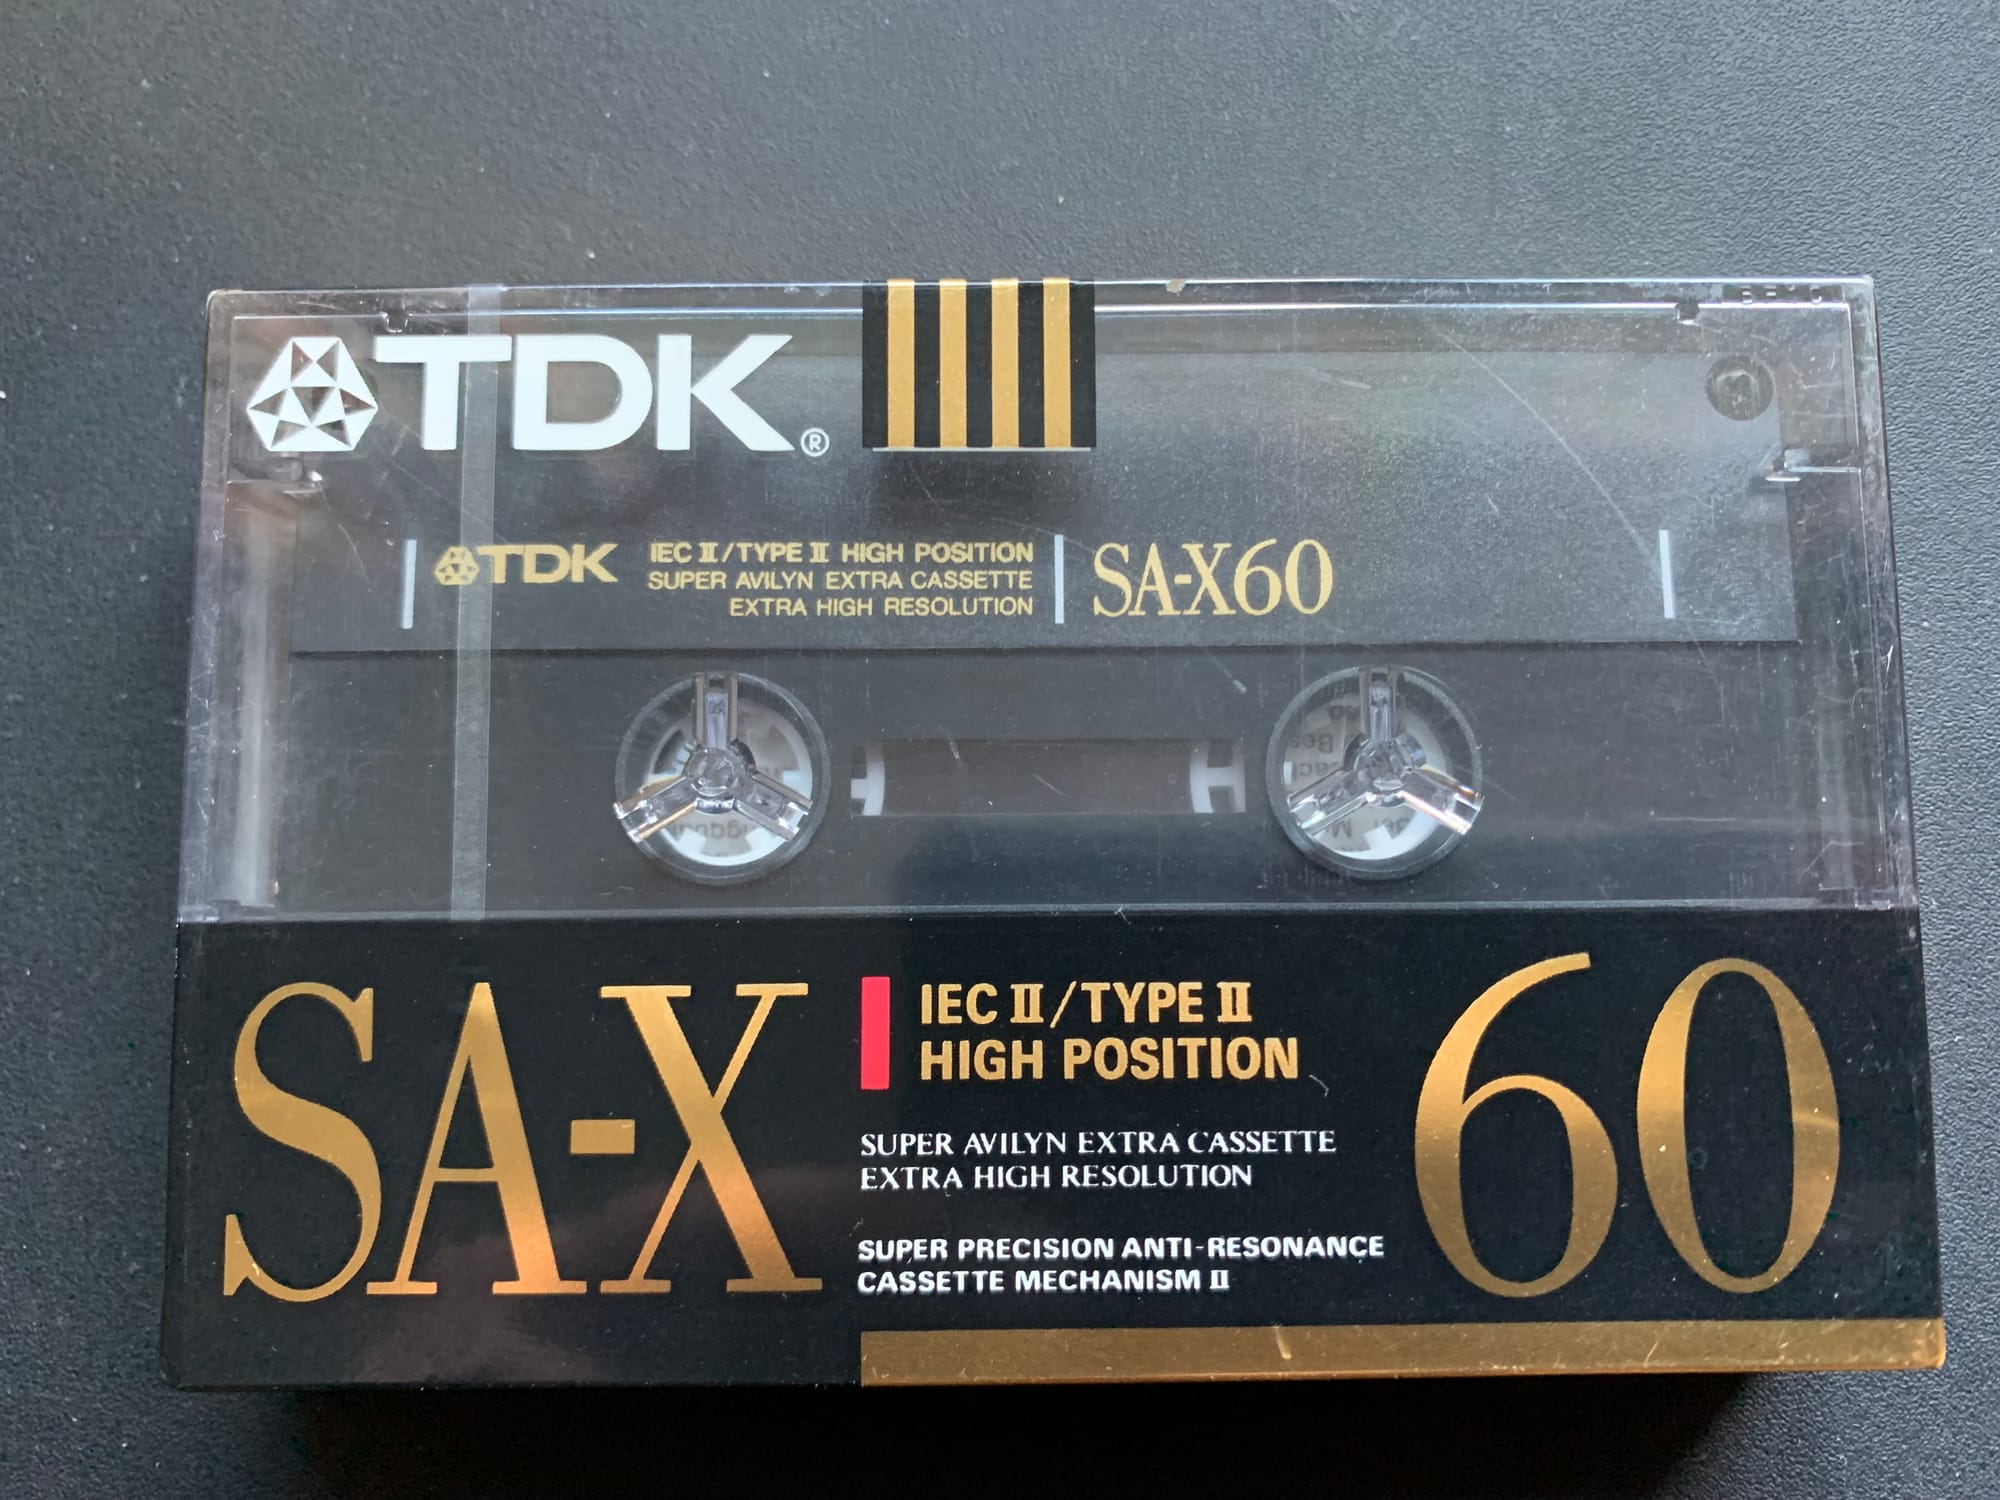 TDK®
TDK IEC II/TYPE II HIGH POSITION
SUPER AVILYN EXTRA CASSETTE
EXTRA HIGH RESOLUTION
SA-X60
SA-X
IEC II/TYPE II
HIGH POSITION
SUPER AVILYN EXTRA CASSETTE
EXTRA HIGH RESOLUTION
SUPER PRECISION ANTI-RESONANCE
CASSETTE MECHANISM II
60